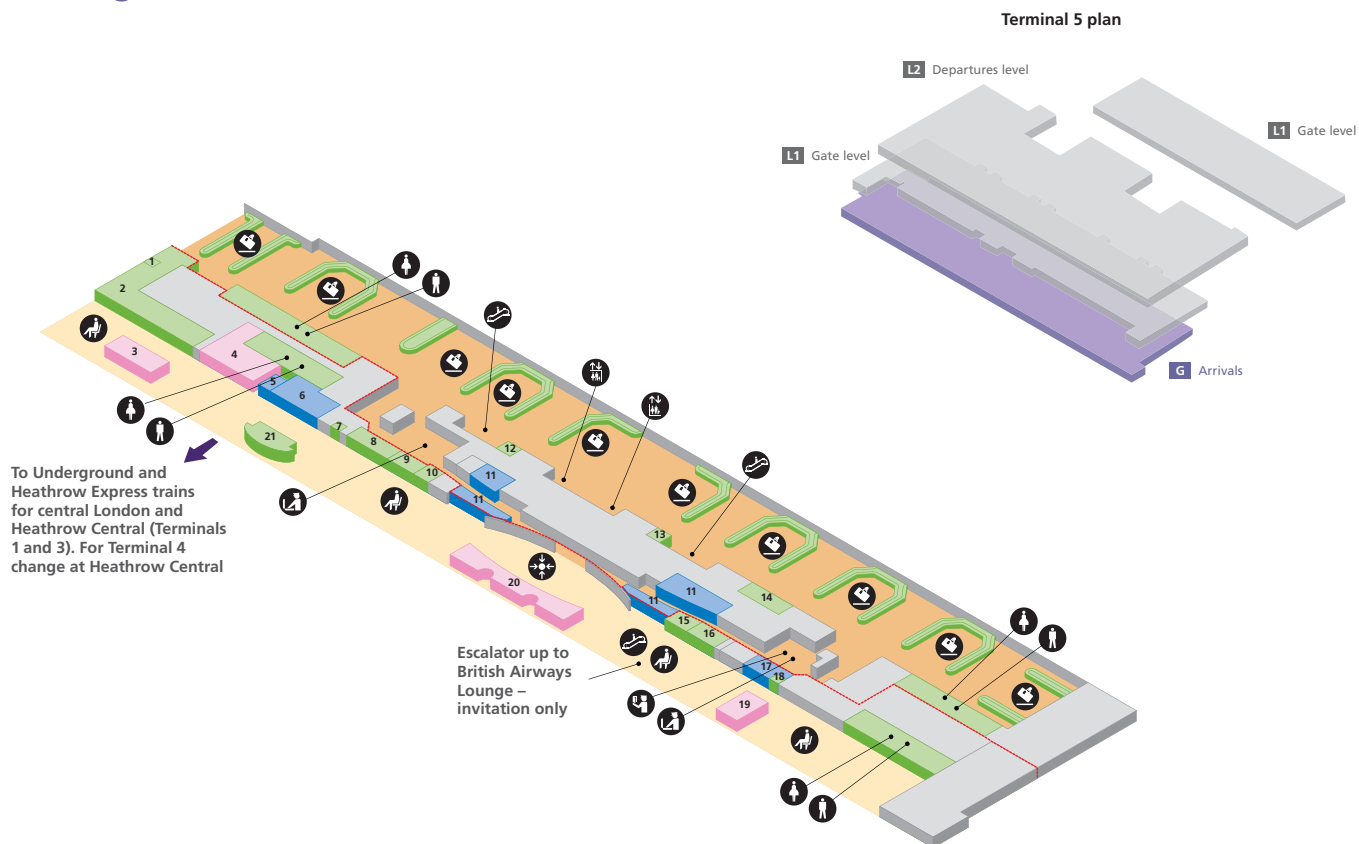 Terminal 5 plan
L2 Departures level
L1 Gate level
L1 Gate level
G Arrivals
1
2
3
4
5
6
7
8
9
10
11
11
12
13
11
11
14
15
16
17
18
19
20
21
To Underground and
Heathrow Express trains
for central London and
Heathrow Central (Terminals
1 and 3). For Terminal 4
change at Heathrow Central
Escalator up to
British Airways
Lounge –
invitation only